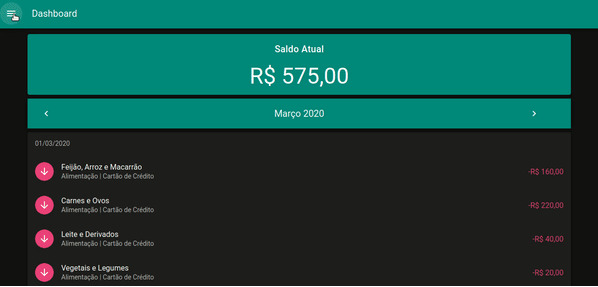 Dashboard
Saldo Atual
R$ 575,00
Março 2020
01/03/2020
Feijão, Arroz e Macarrão
Alimentação | Cartão de Crédito
-R$ 160,00
Carnes e Ovos
Alimentação | Cartão de Crédito
-R$ 220,00
Leite e Derivados
Alimentação | Cartão de Crédito
-R$ 40,00
Vegetais e Legumes
Alimentação | Cartão de Crédito
-R$ 20,00